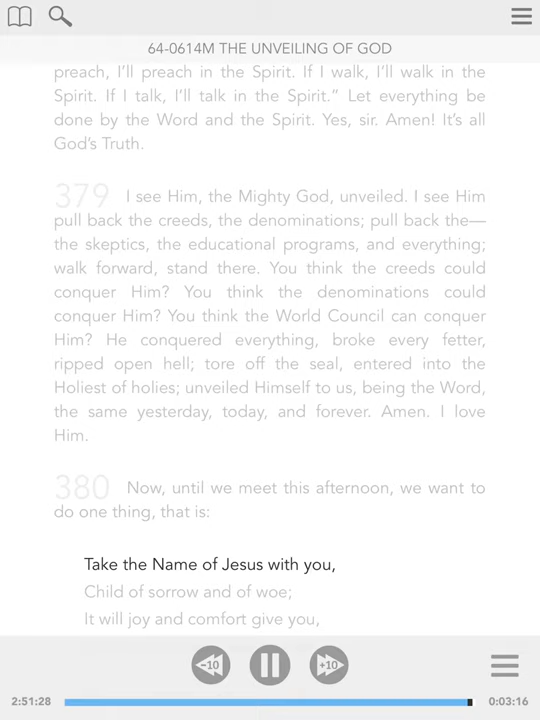 64-0614M THE UNVEILING OF GOD
preach, I’ll preach in the Spirit. If I walk, I’ll walk in the
Spirit. If I talk, I’ll talk in the Spirit.” Let everything be
done by the Word and the Spirit. Yes, sir. Amen! It’s all
God’s Truth.
379 I see Him, the Mighty God, unveiled. I see Him
pull back the creeds, the denominations; pull back the—
the skeptics, the educational programs, and everything;
walk forward, stand there. You think the creeds could
conquer Him? You think the denominations could
conquer Him? You think the World Council can conquer
Him? He conquered everything, broke every fetter,
ripped open hell; tore off the seal, entered into the
Holiest of holies; unveiled Himself to us, being the Word,
the same yesterday, today, and forever. Amen. I love
Him.
380 Now, until we meet this afternoon, we want to
do one thing, that is:
Take the Name of Jesus with you,
Child of sorrow and of woe;
It will joy and comfort give you,
-10 +10
2:51:28 0:03:16